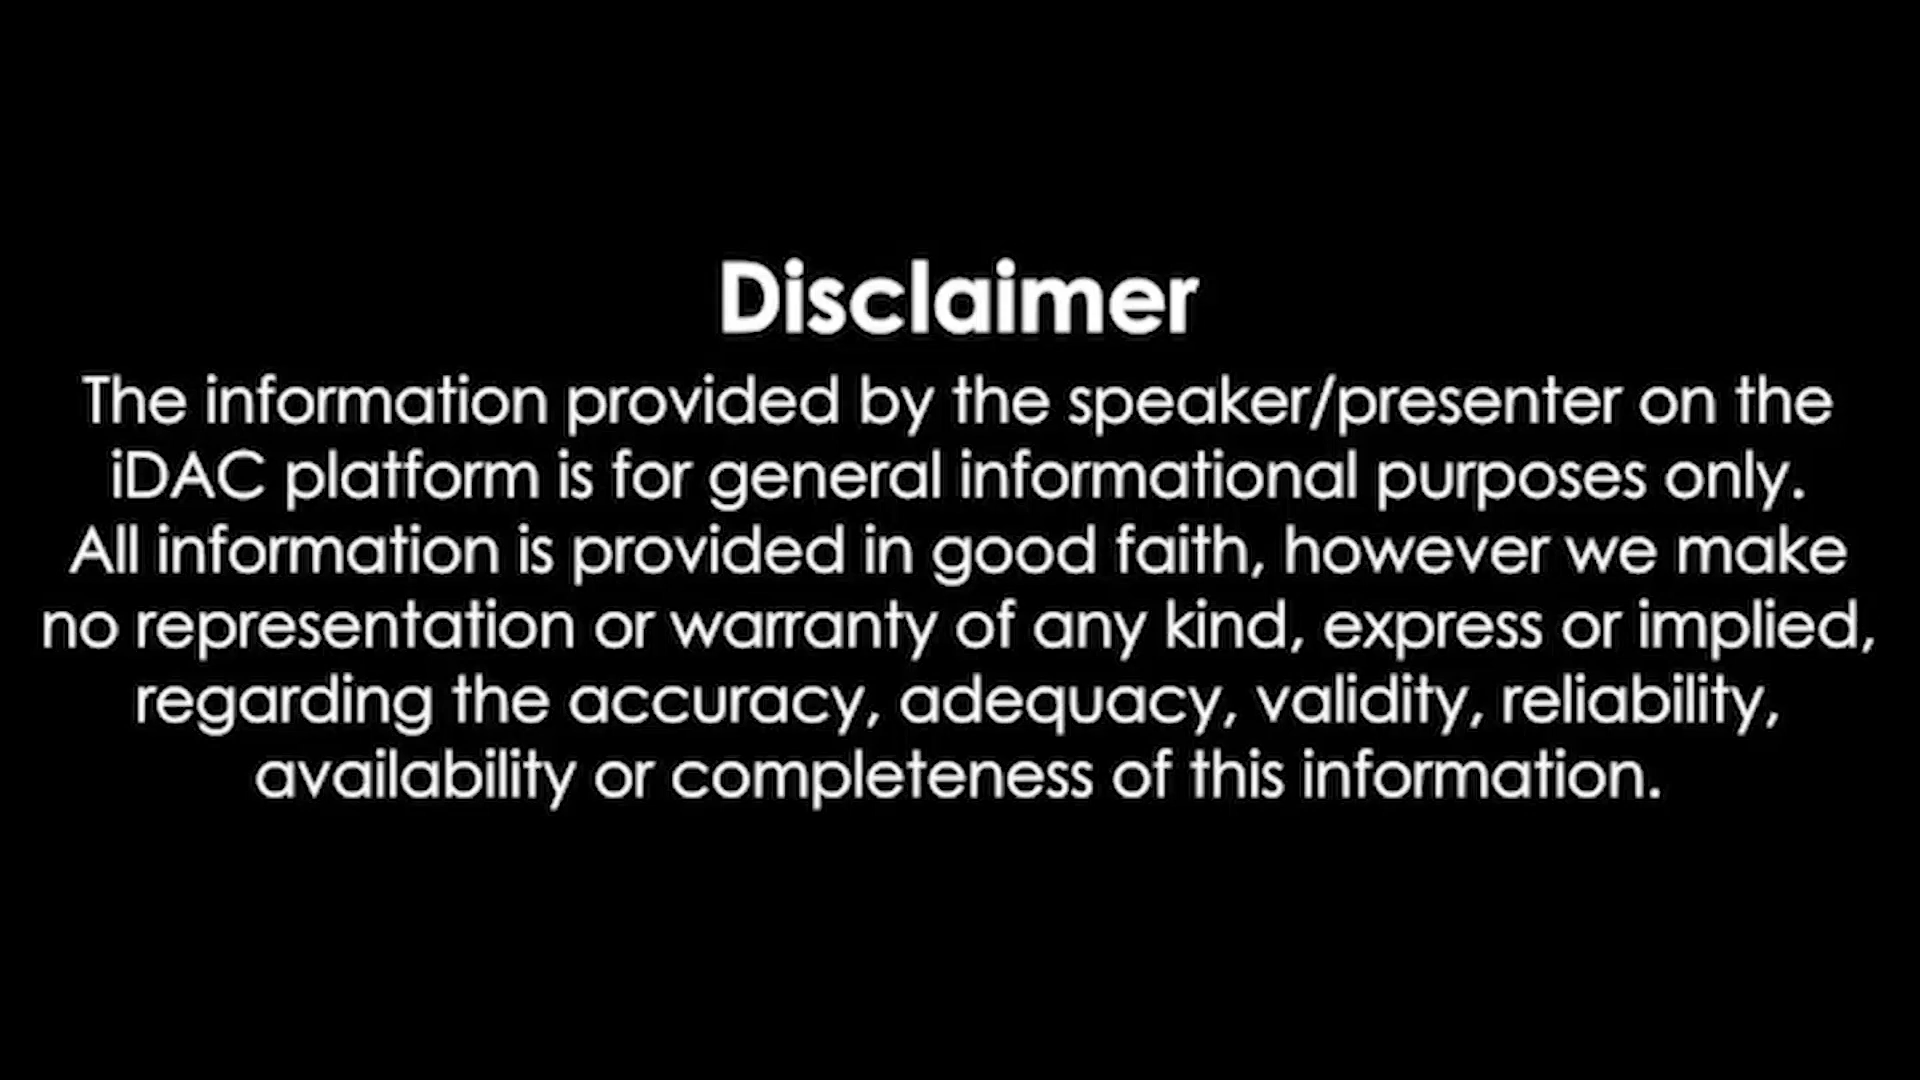 Disclaimer
The information provided by the speaker/presenter on the
iDAC platform is for general informational purposes only.
All information is provided in good faith, however we make
no representation or warranty of any kind, express or implied,
regarding the accuracy, adequacy, validity, reliability,
availability or completeness of this information.